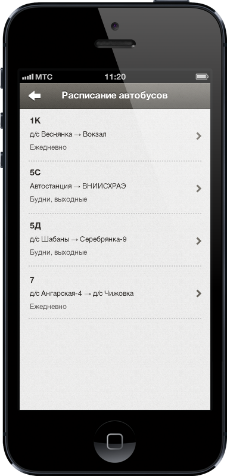 МТС 11:20
Расписание автобусов
1К
д/с Веснянка → Вокзал
Ежедневно
5С
Автостанция → ВНИИСХРАЭ
Будни, выходные
5Д
д/с Шабаны → Серебрянка-9
Будни, выходные
7
д/с Ангарская-4 → д/с Чижовка
Ежедневно